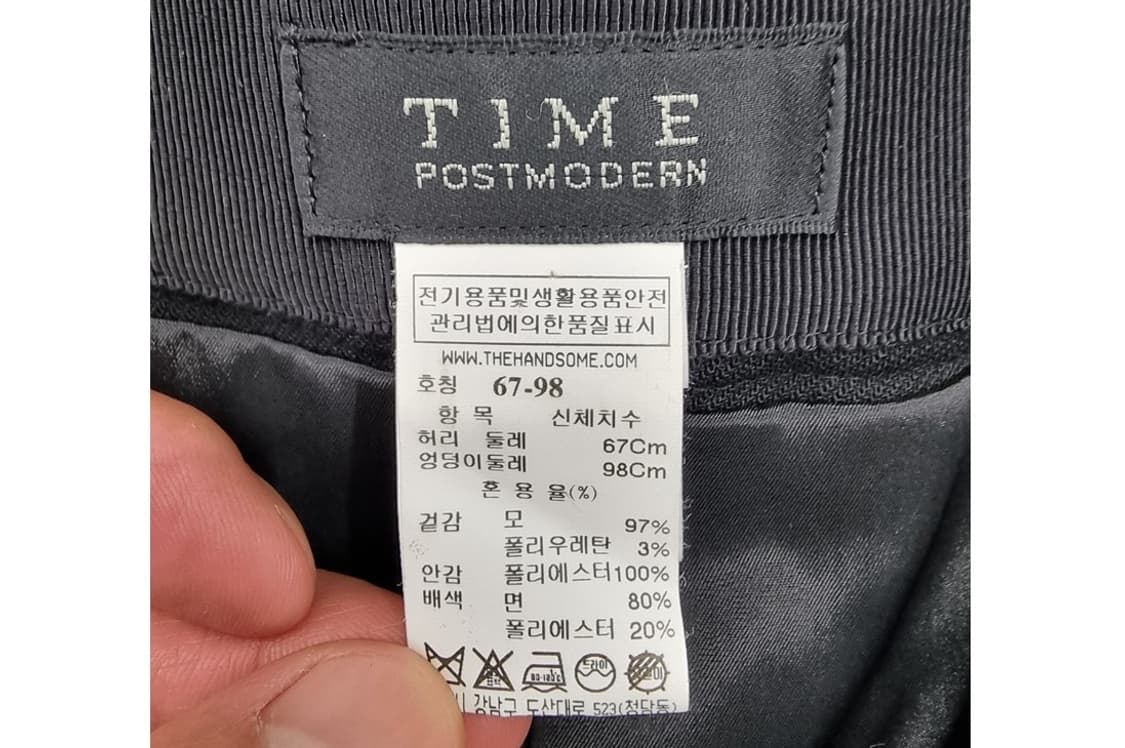 TIME
POSTMODERN
전기용품및생활용품안전
관리법에의한품질표시
WWW.THEHANDSOME.COM
호칭 67-98
항 목 신체치수
허리 둘레 67Cm
엉덩이둘레 98Cm
혼 용 율(%)
겉감 모 97%
폴리우레탄 3%
안감 폴리에스터 100%
배색 면 80%
폴리에스터 20%
드라이
강남구 도산대로 523(청담동)